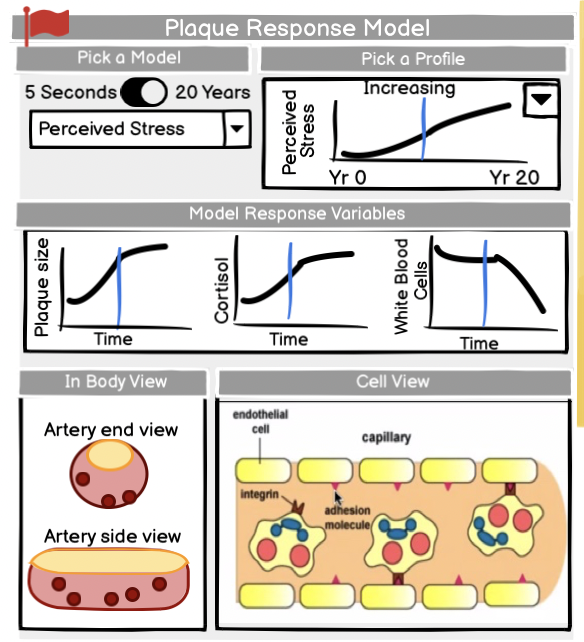 Plaque Response Model
Pick a Model
Pick a Profile
5 Seconds
20 Years
Perceived Stress
Increasing
Perceived
Stress
Yr 0
Yr 20
Model Response Variables
Plaque size
Time
Cortisol
Time
White Blood
Cells
Time
In Body View
Cell View
Artery end view
Artery side view
endothelial
cell
capillary
integrin
adhesion
molecule